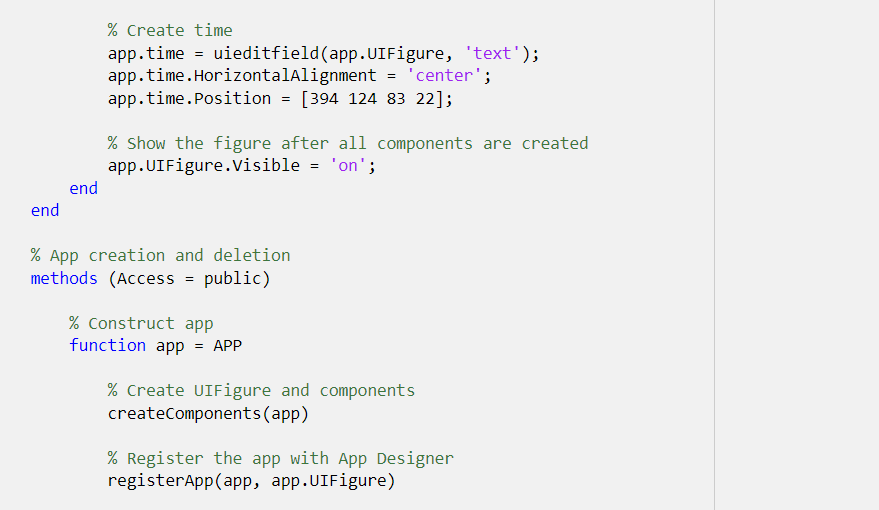 % Create time
app.time = uieditfield(app.UIFigure, 'text');
app.time.HorizontalAlignment = 'center';
app.time.Position = [394 124 83 22];
% Show the figure after all components are created
app.UIFigure.Visible = 'on';
end
end
% App creation and deletion
methods (Access = public)
% Construct app
function app = APP
% Create UIFigure and components
createComponents(app)
% Register the app with App Designer
registerApp(app, app.UIFigure)